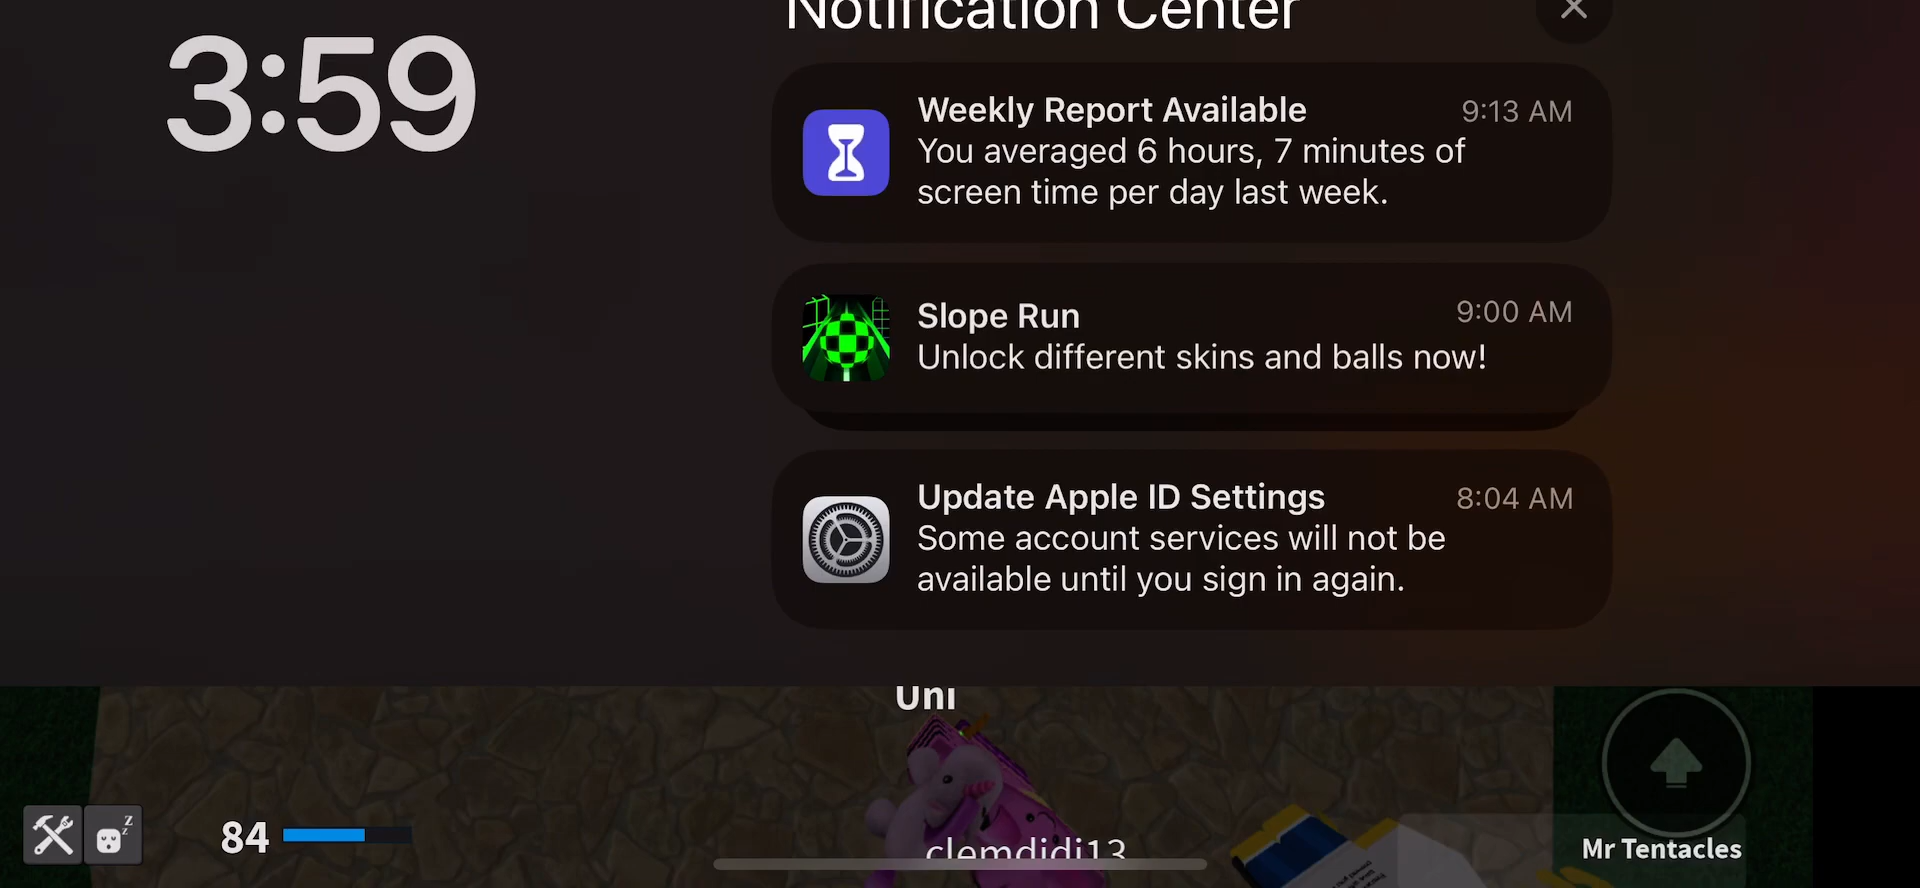 Notification Center
3:59
Weekly Report Available
9:13 AM
You averaged 6 hours, 7 minutes of
screen time per day last week.
Slope Run
9:00 AM
Unlock different skins and balls now!
Update Apple ID Settings
8:04 AM
Some account services will not be
available until you sign in again.
Uni
84
z
z
clemdidi13
Mr Tentacles